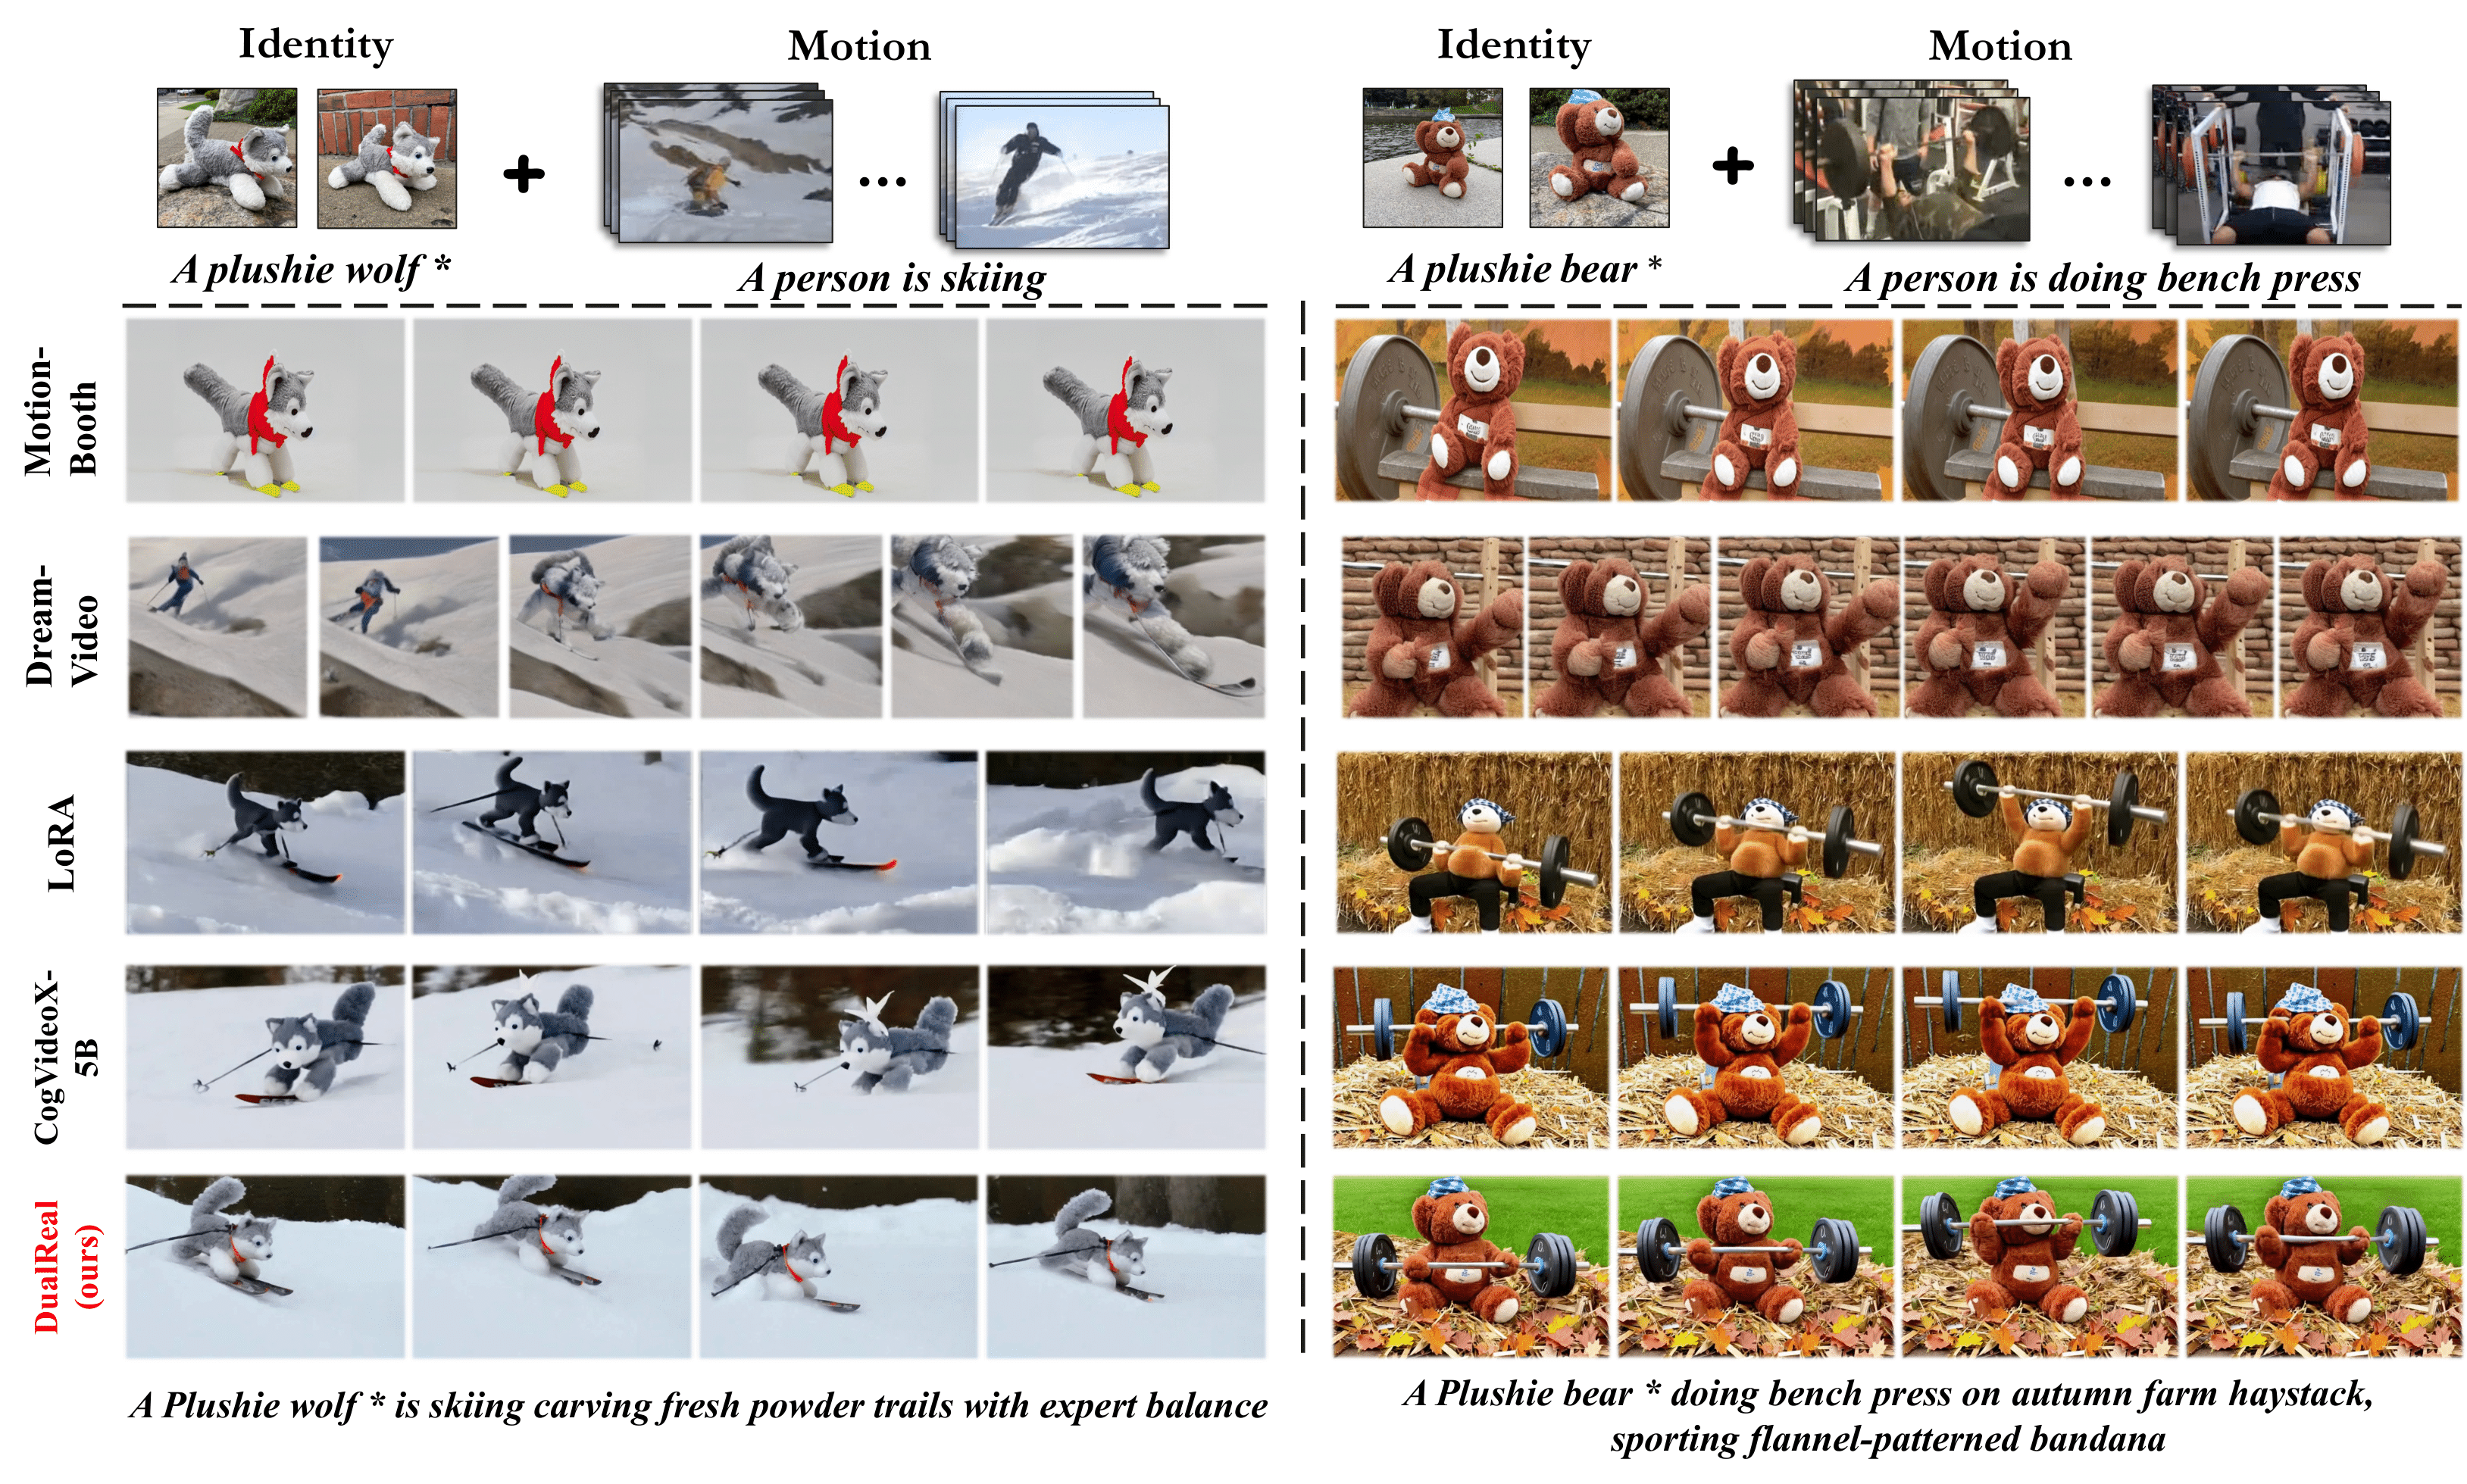 Identity
Motion
A plushie wolf *
A person is skiing
Identity
Motion
A plushie bear *
A person is doing bench press
Motion-
Booth
Dream-
Video
LoRA
CogVideoX-
5B
DualReal
(ours)
A Plushie wolf * is skiing carving fresh powder trails with expert balance
A Plushie bear * doing bench press on autumn farm haystack,
sporting flannel-patterned bandana